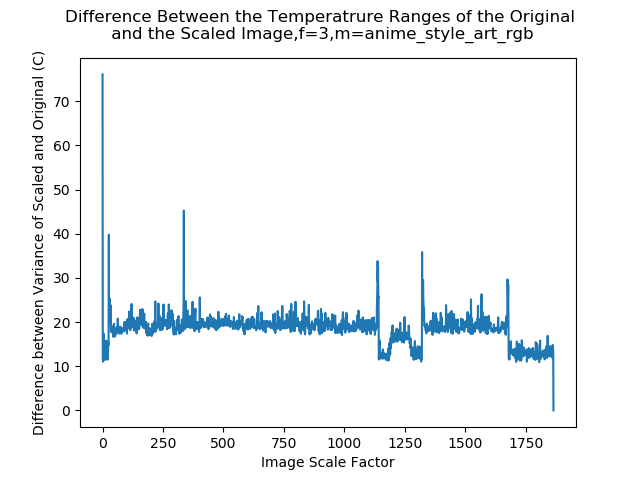 Difference Between the Temperatrure Ranges of the Original
and the Scaled Image,f=3,m=anime_style_art_rgb
Difference between Variance of Scaled and Original (C)
70
60
50
40
30
20
10
0
0 250 500 750 1000 1250 1500 1750
Image Scale Factor